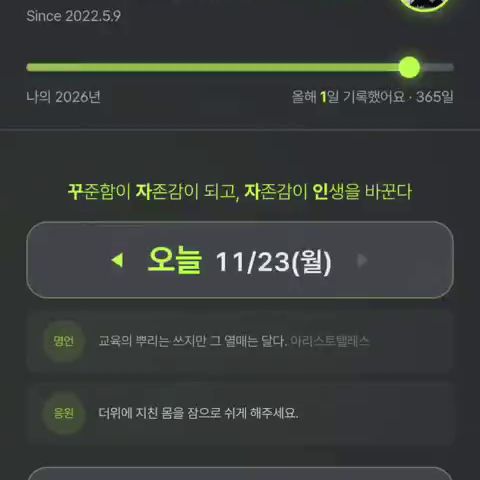 Since 2022.5.9
나의 2026년
올해 1일 기록했어요 · 365일
꾸준함이 자존감이 되고, 자존감이 인생을 바꾼다
오늘 11/23(월)
명언
교육의 뿌리는 쓰지만 그 열매는 달다. 아리스토텔레스
응원
더위에 지친 몸을 잠으로 쉬게 해주세요.